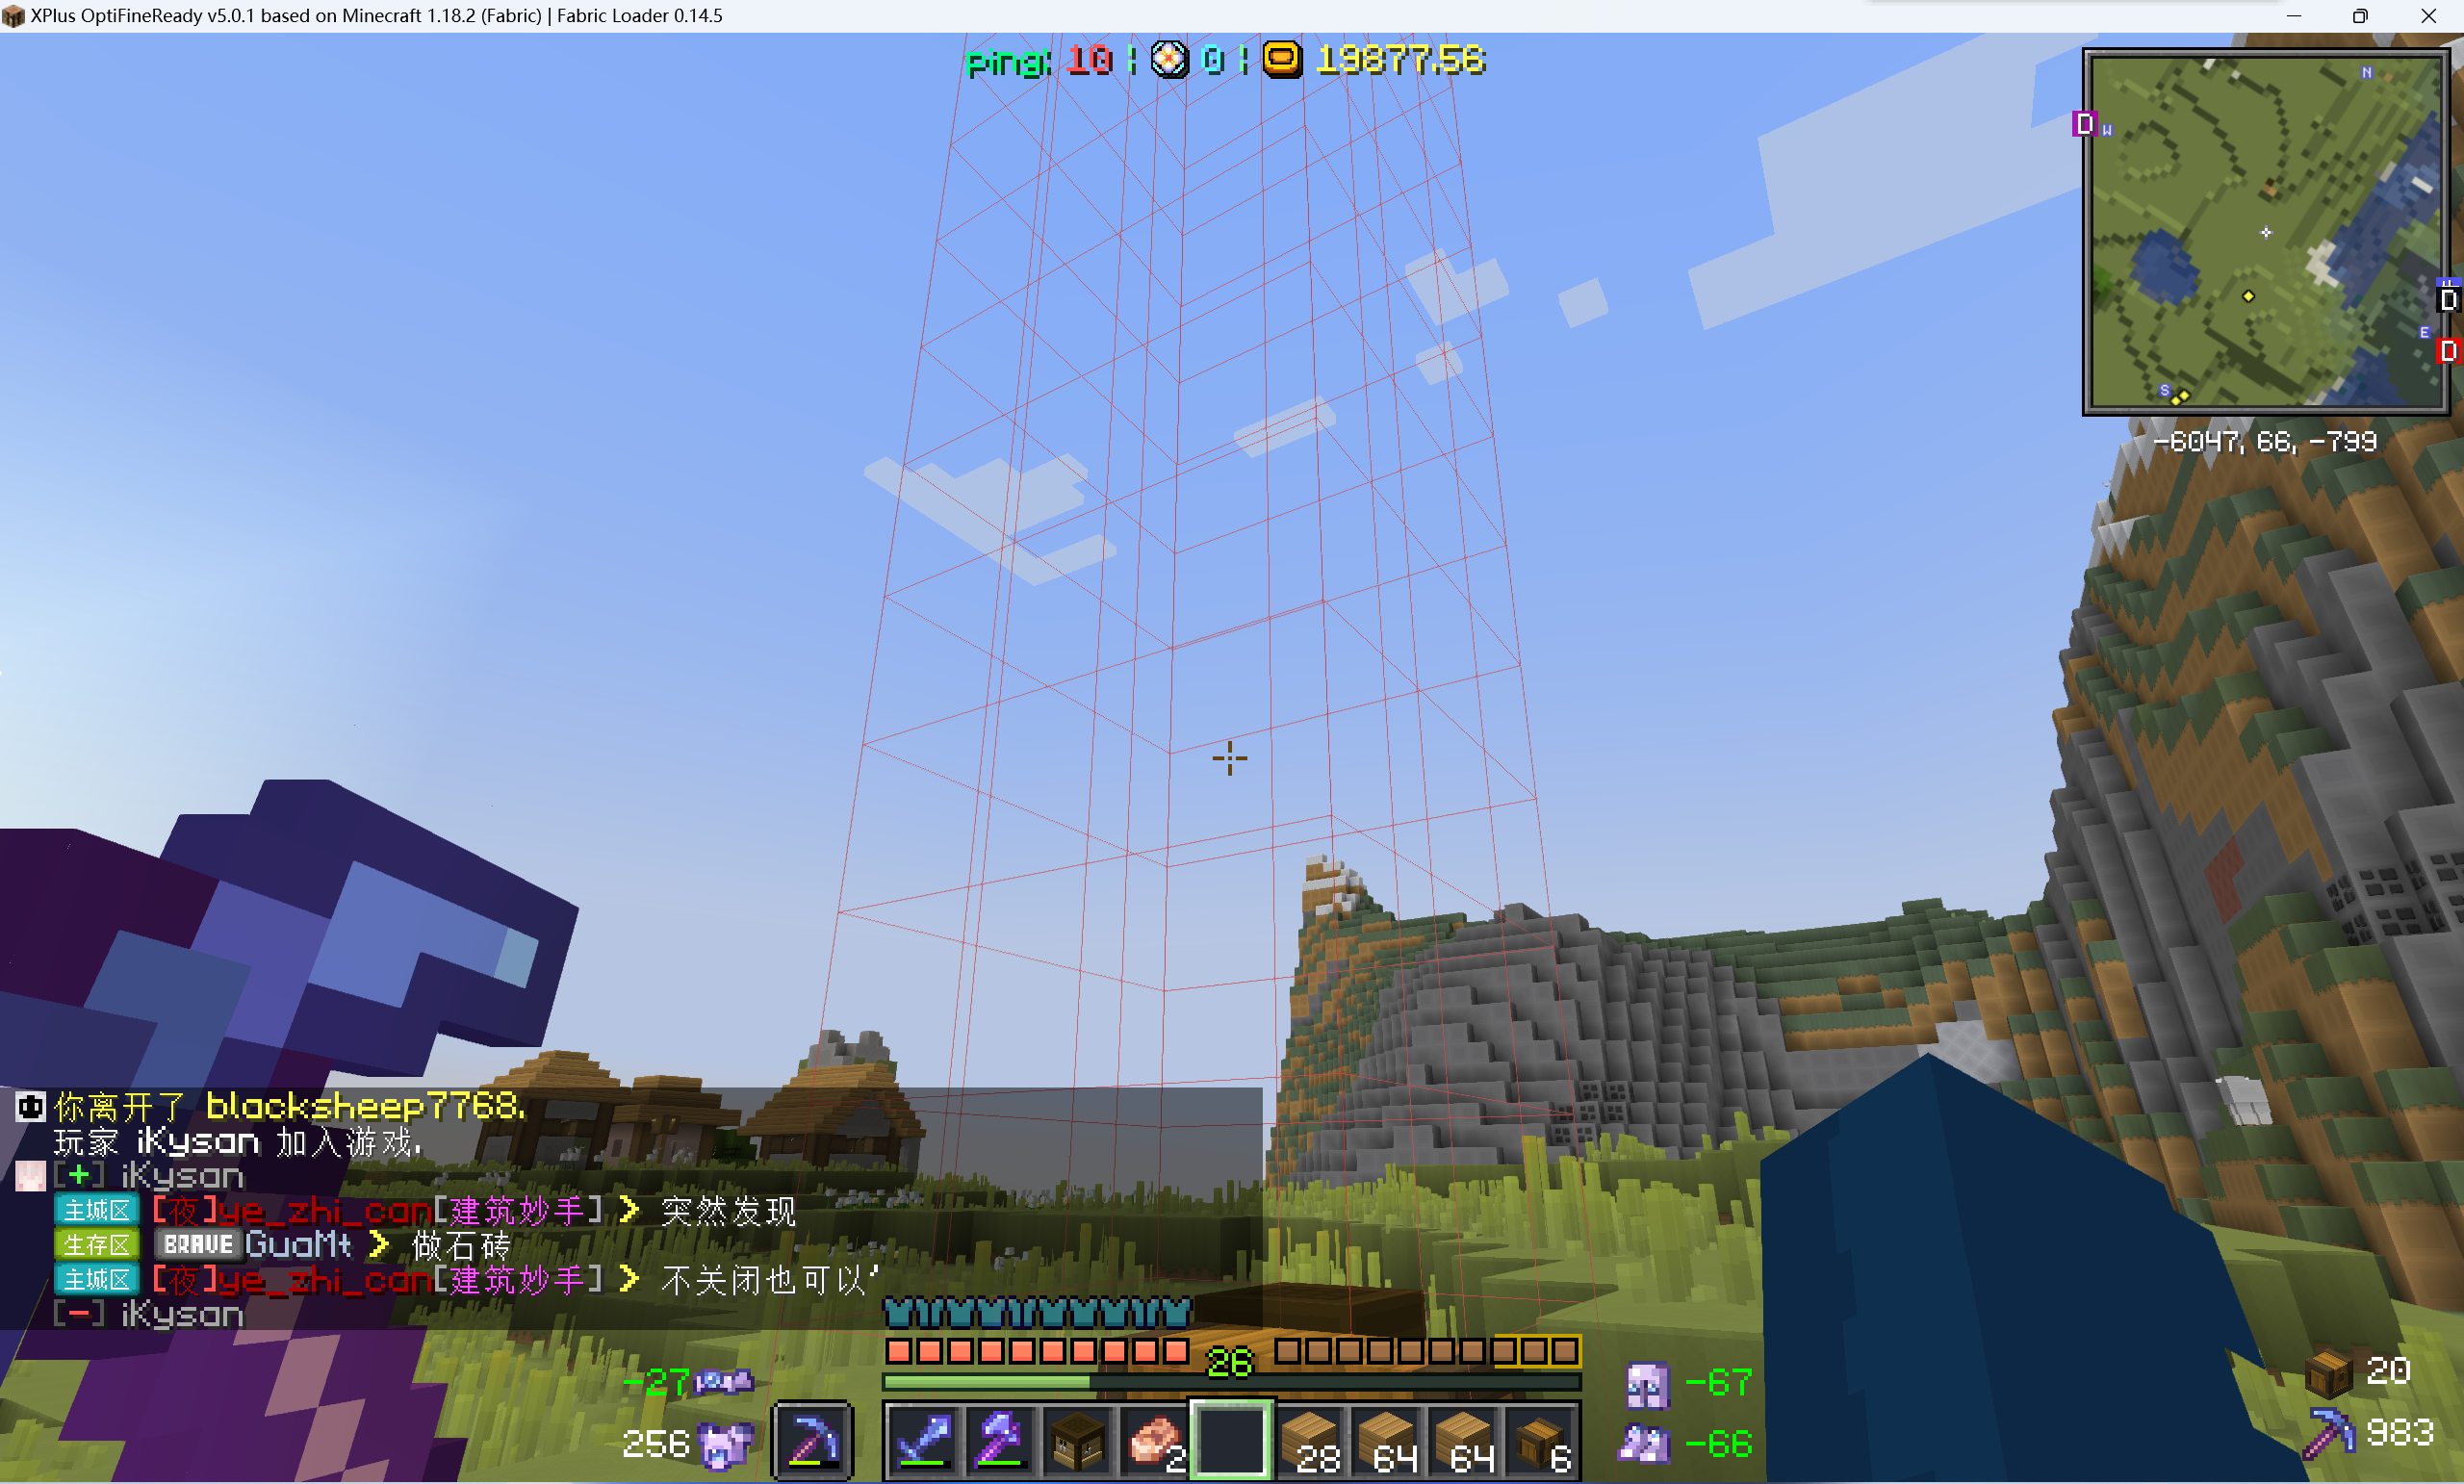 XPlus OptiFineReady v5.0.1 based on Minecraft 1.18.2 (Fabric) | Fabric Loader 0.14.5
ping: 10 | 0 | 19877.56
N
D W
D
E
D
S
-6047, 66, -799
你离开了 blacksheep7768.
玩家 iKysan 加入游戏.
[+] iKysan
主城区 [夜]ye_zhi_can[建筑妙手] > 突然发现
生存区 BRAVE GuaMt > 做石砖
主城区 [夜]ye_zhi_can[建筑妙手] > 不关闭也可以'
[-] iKysan
26
-27
256
-67
-66
20
983
2
28
64
64
6